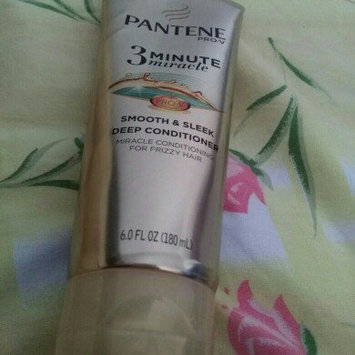 PANTENE
PRO-V
3 MINUTE
miracle
PRO-V
SMOOTH & SLEEK
DEEP CONDITIONER
MIRACLE CONDITIONING
FOR FRIZZY HAIR
6.0 FL OZ (180 mL)